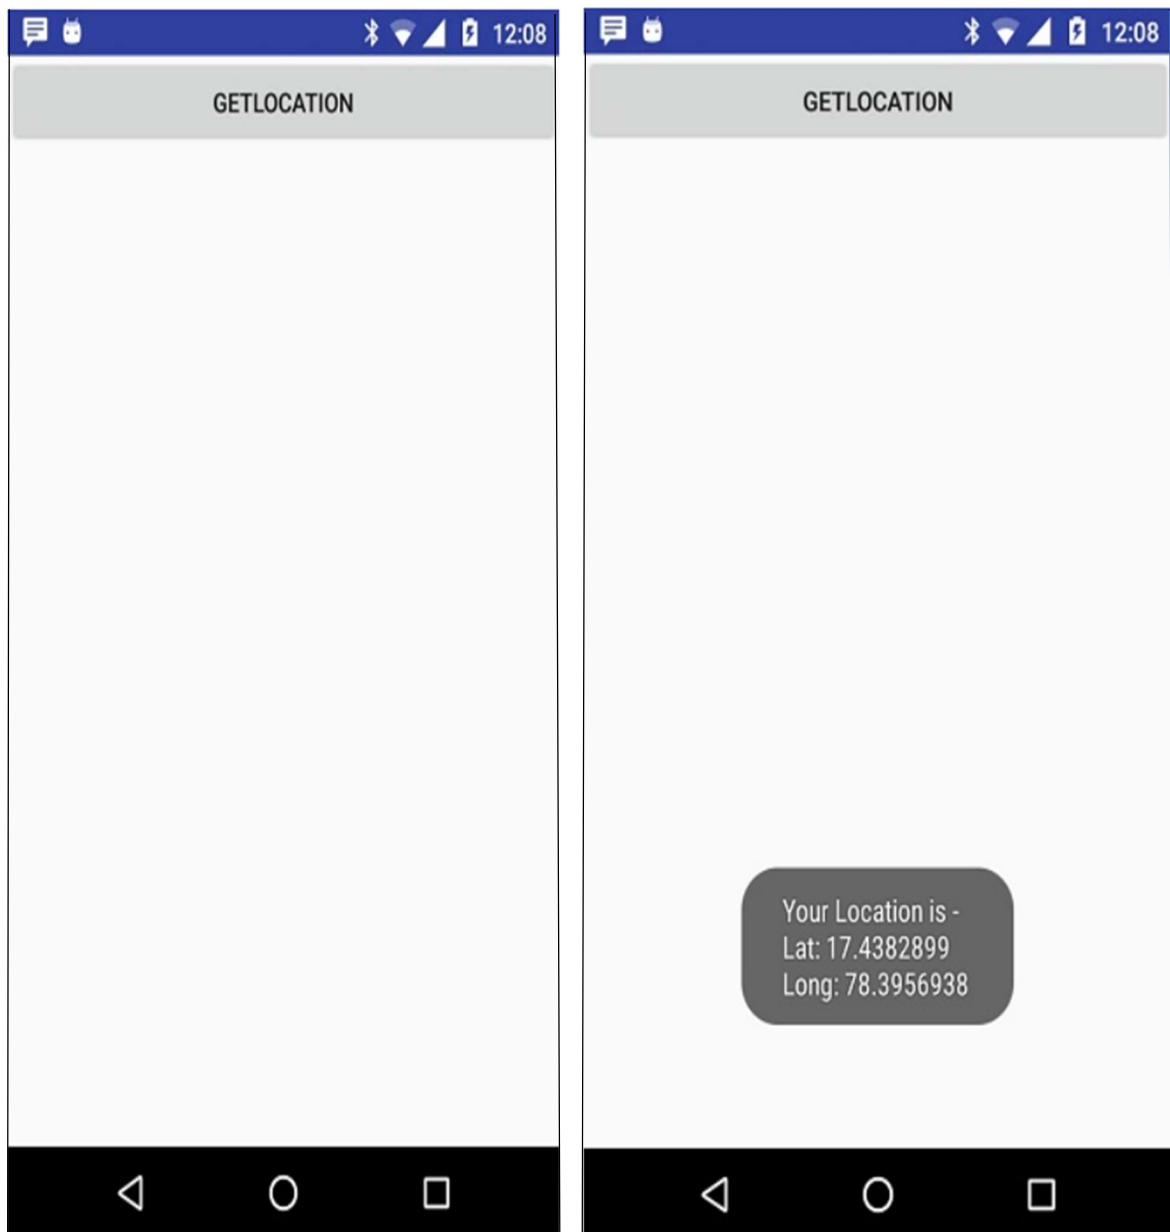 12:08
GETLOCATION
12:08
GETLOCATION
Your Location is -
Lat: 17.4382899
Long: 78.3956938